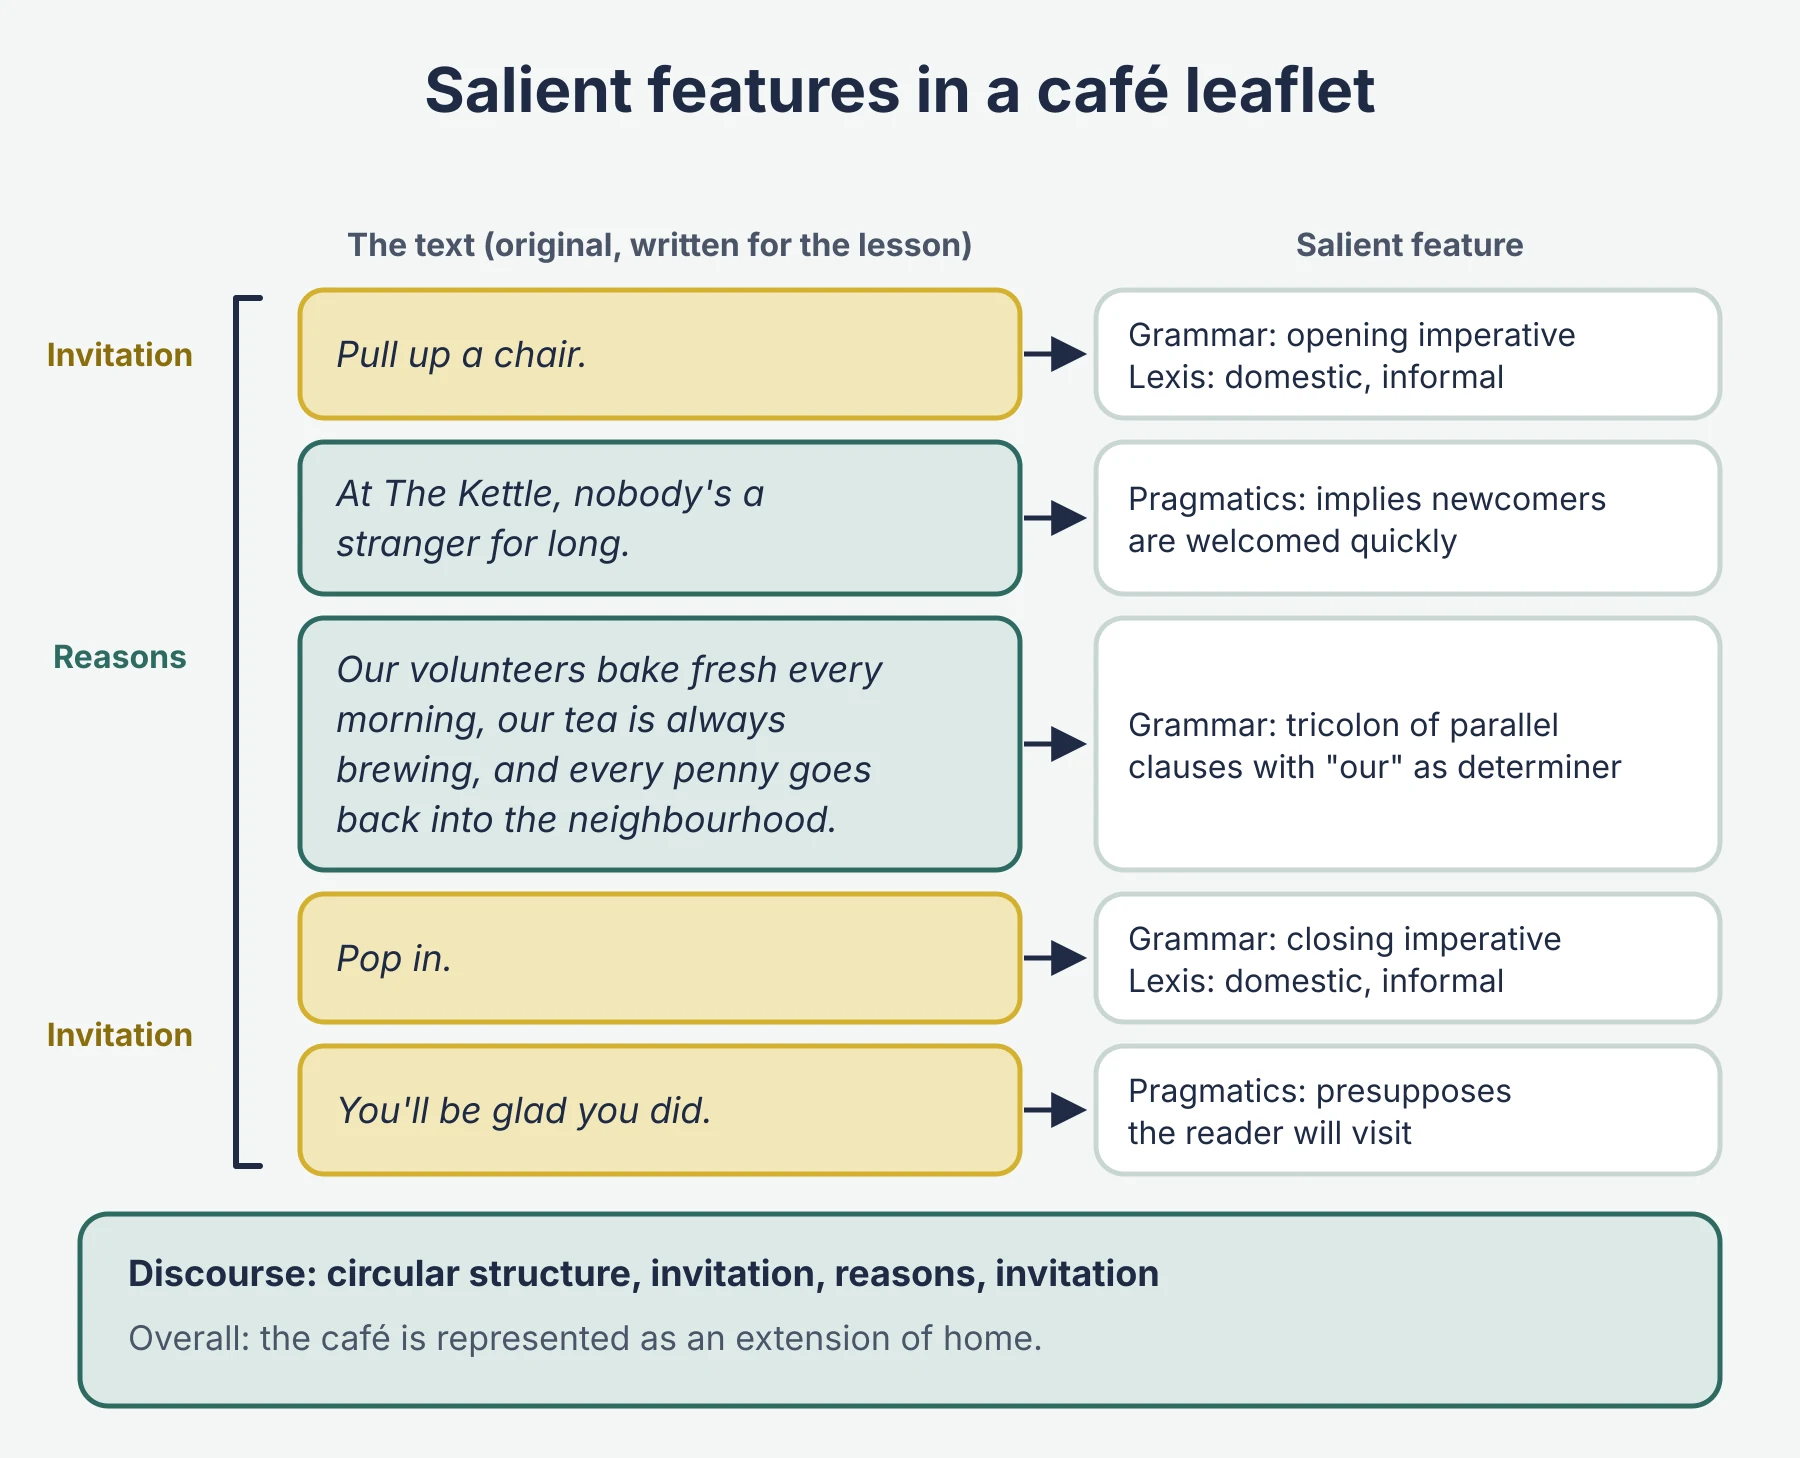 Salient features in a café leaflet
The text (original, written for the lesson)
Salient feature
Invitation
Pull up a chair.
Grammar: opening imperative
Lexis: domestic, informal
At The Kettle, nobody's a
stranger for long.
Pragmatics: implies newcomers
are welcomed quickly
Reasons
Our volunteers bake fresh every
morning, our tea is always
brewing, and every penny goes
back into the neighbourhood.
Grammar: tricolon of parallel
clauses with "our" as determiner
Pop in.
Grammar: closing imperative
Lexis: domestic, informal
Invitation
You'll be glad you did.
Pragmatics: presupposes
the reader will visit
Discourse: circular structure, invitation, reasons, invitation
Overall: the café is represented as an extension of home.